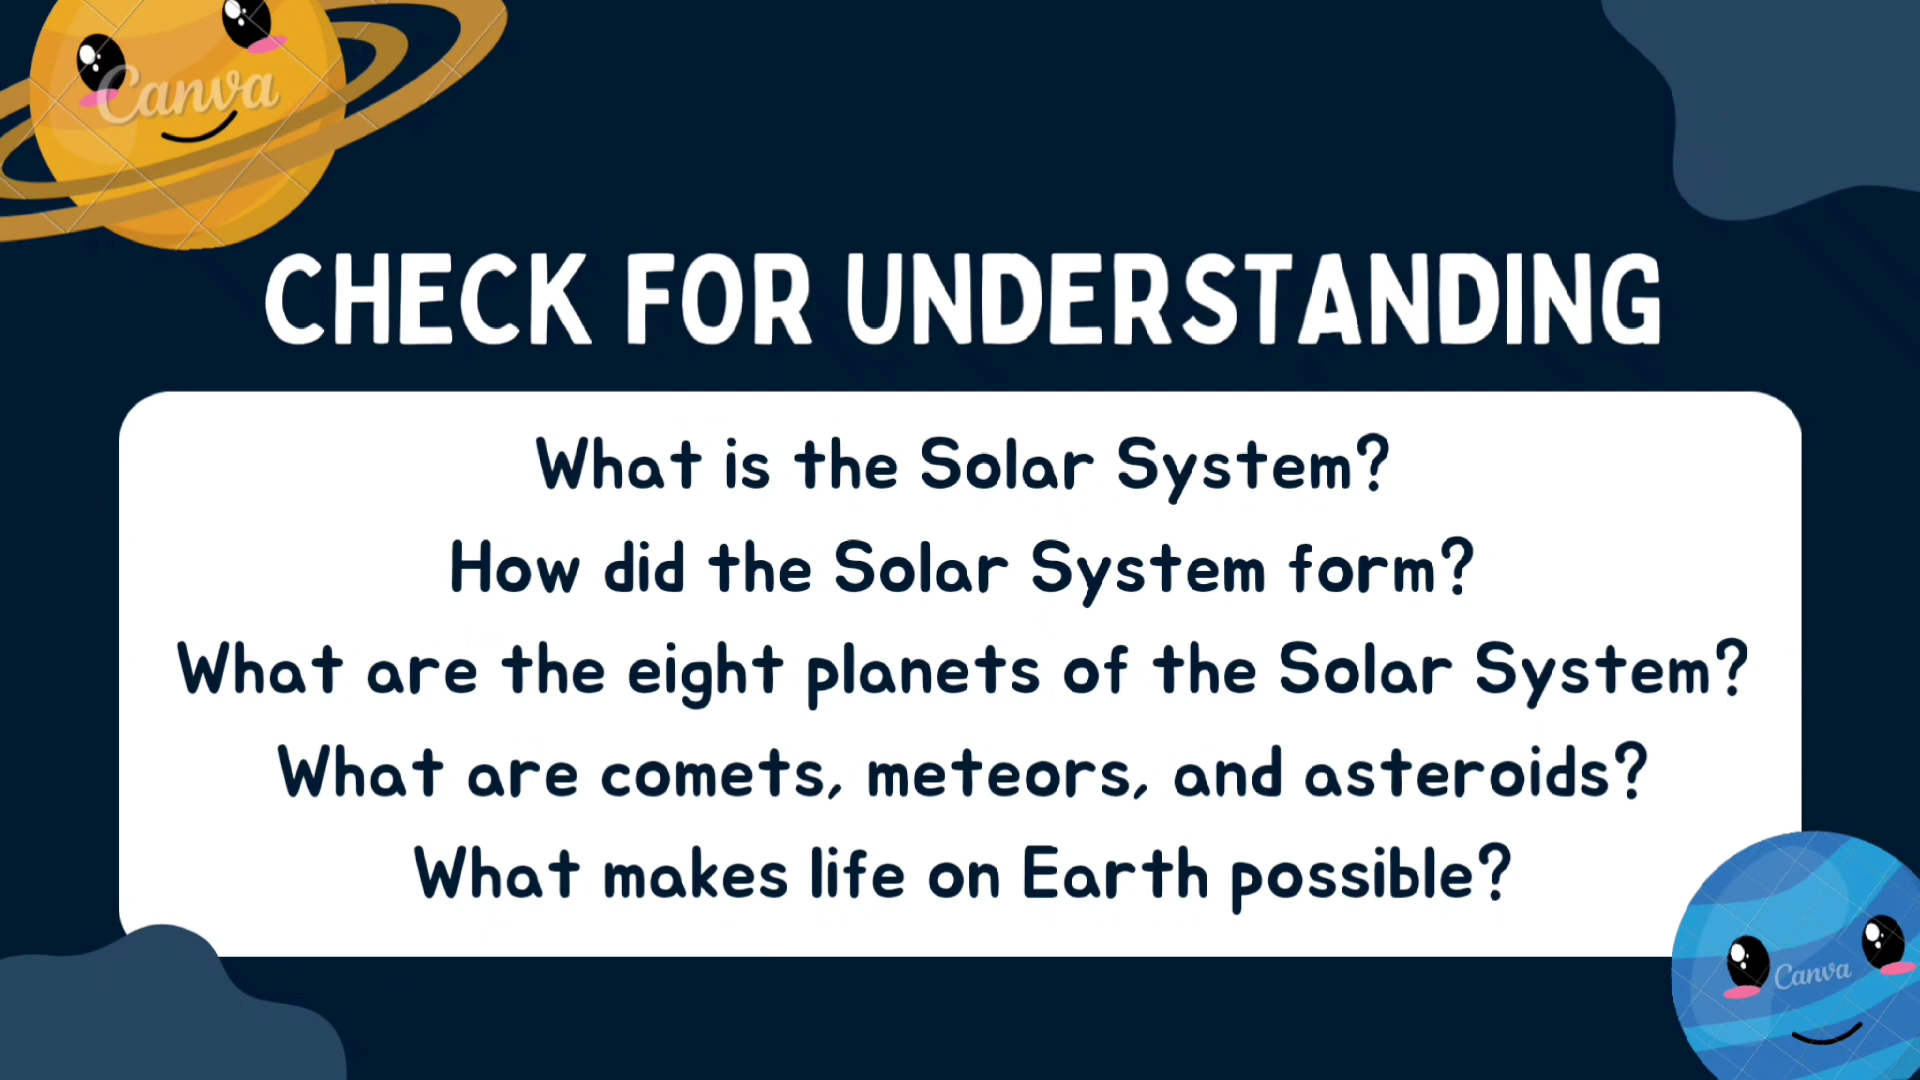 Canva
CHECK FOR UNDERSTANDING
What is the Solar System?
How did the Solar System form?
What are the eight planets of the Solar System?
What are comets, meteors, and asteroids?
What makes life on Earth possible?
Canva